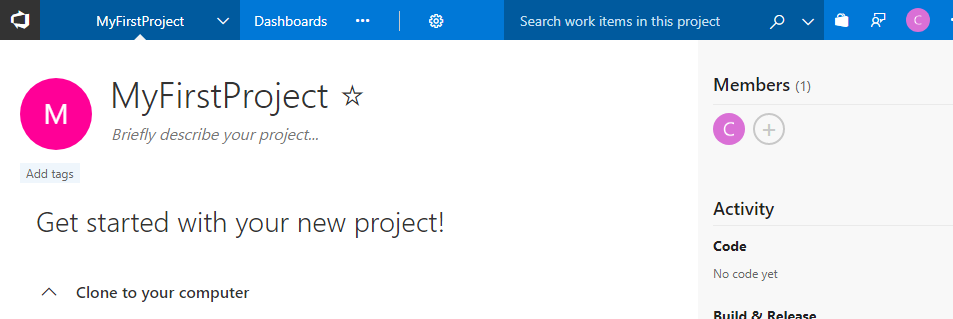 MyFirstProject
Dashboards
Search work items in this project
C
M
MyFirstProject
Briefly describe your project...
Add tags
Get started with your new project!
Clone to your computer
Members (1)
C
Activity
Code
No code yet
Build & Release